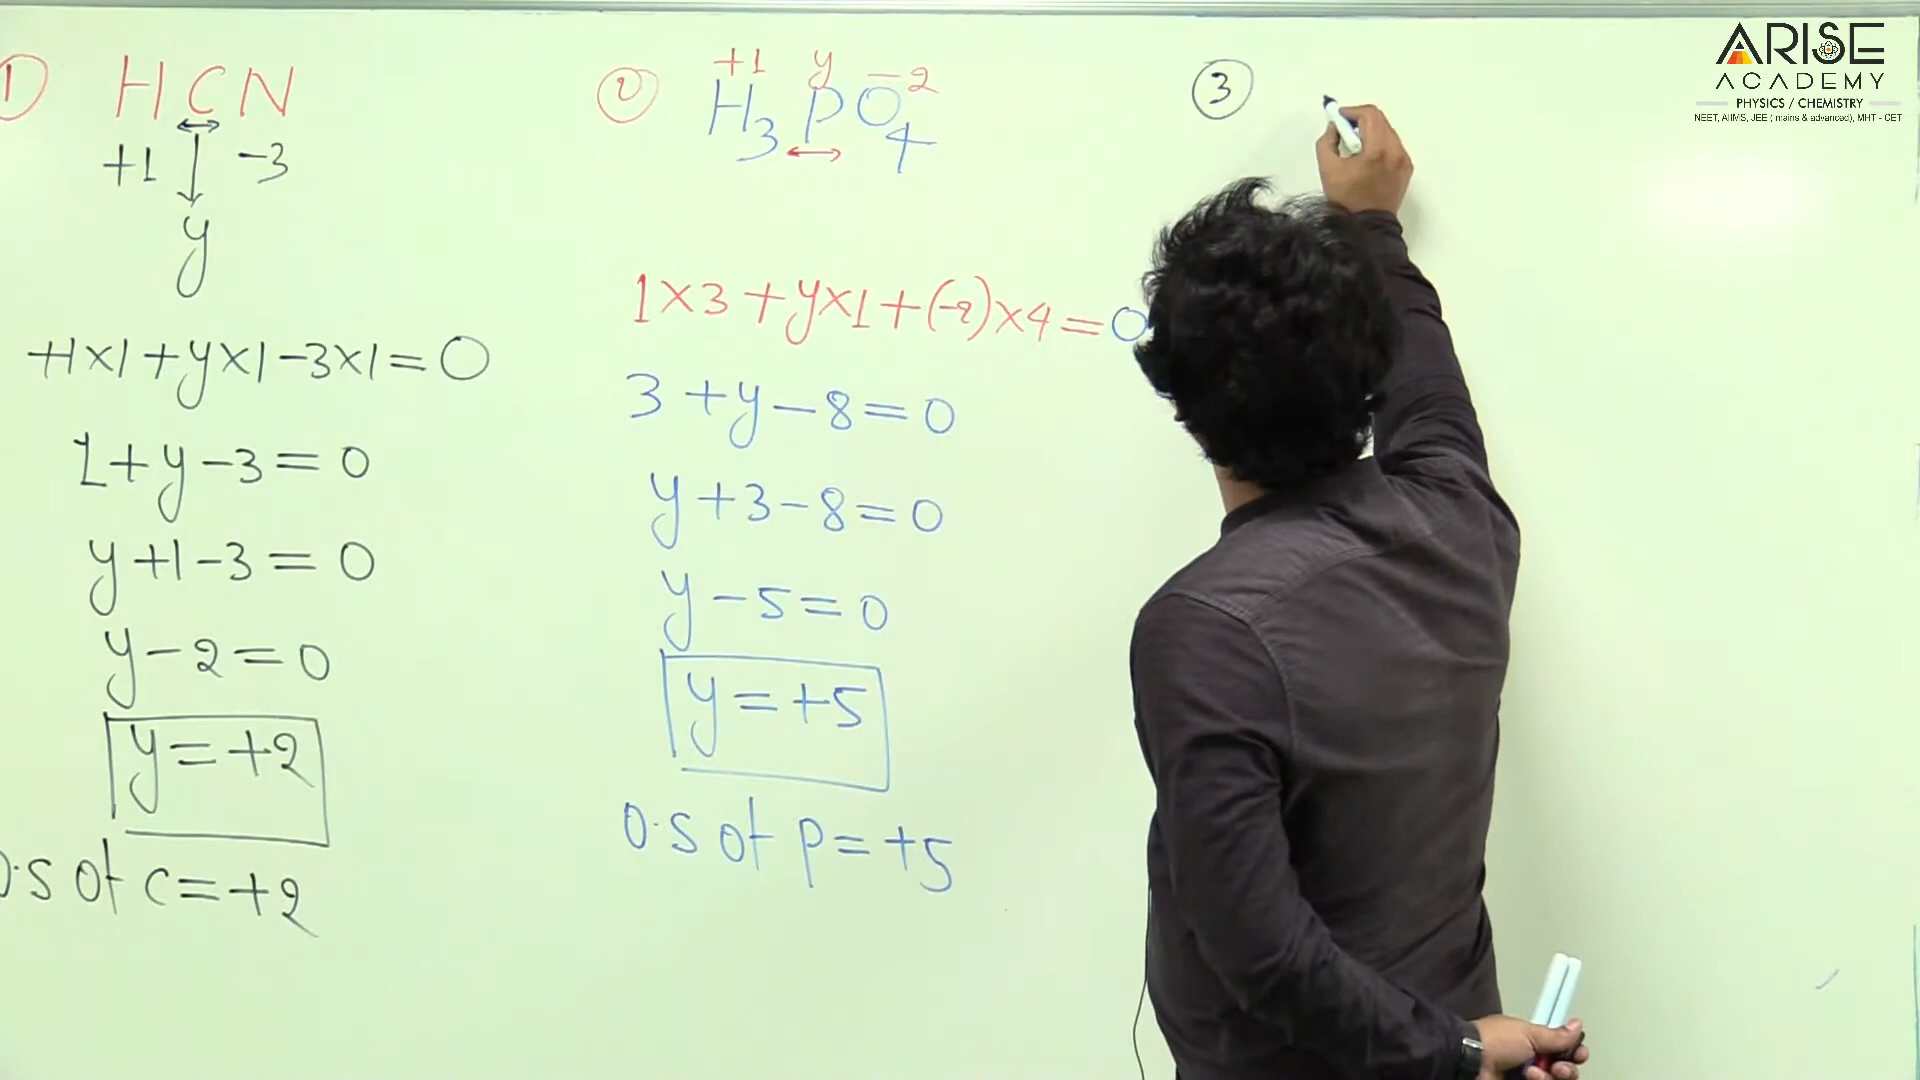 ① HCN
+1 -3
y
+1×1+y×1-3×1=0
1+y-3=0
y+1-3=0
y-2=0
y=+2
O.S of C=+2
② +1 y -2
H₃PO₄
1×3+y×1+(-2)×4=0
3+y-8=0
y+3-8=0
y-5=0
y=+5
O.S of P=+5
③
ARISE
ACADEMY
PHYSICS / CHEMISTRY
NEET, AIIMS, JEE ( mains & advanced), MHT - CET